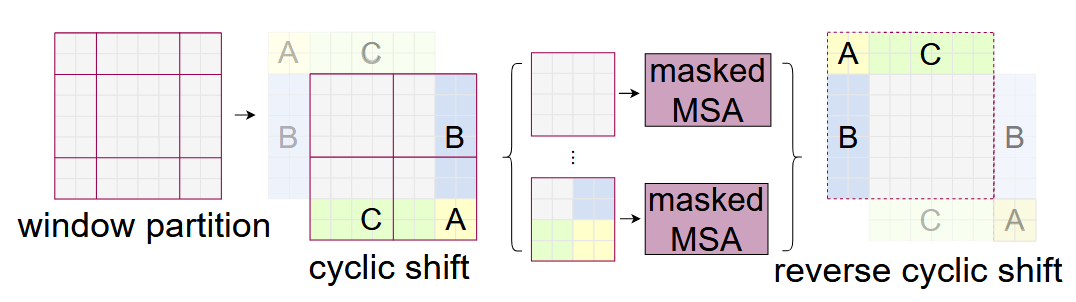 A
C
B
B
C
A
window partition
cyclic shift
masked
MSA
...
masked
MSA
A
C
B
B
C
A
reverse cyclic shift